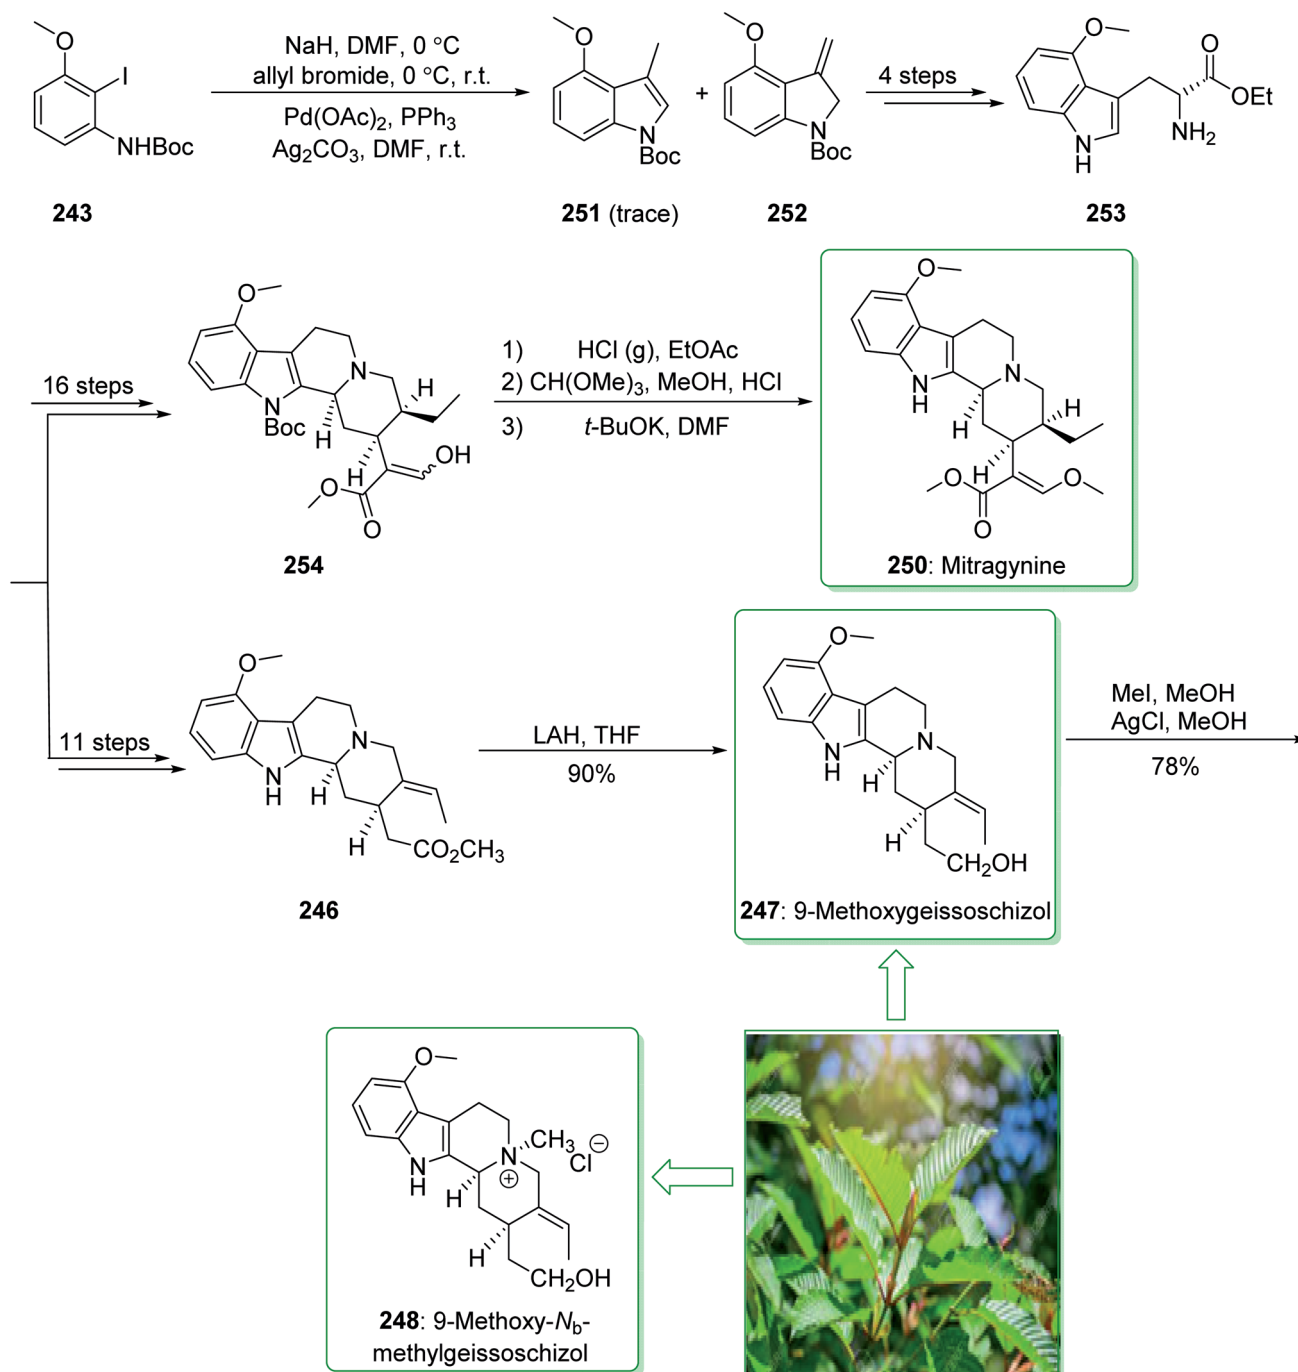 NaH, DMF, 0 °C
allyl bromide, 0 °C, r.t.
Pd(OAc)2, PPh3
Ag2CO3, DMF, r.t.
O
I
NHBoc
243
O
N
Boc
251 (trace)
+
O
N
Boc
252
4 steps
O
O
OEt
NH2
N
H
253
16 steps
O
N
H
N
Boc
H
H
OH
O
O
254
1) HCl (g), EtOAc
2) CH(OMe)3, MeOH, HCl
3) t-BuOK, DMF
O
N
H
N
H
H
H
O
O
O
250: Mitragynine
11 steps
O
N
N
H
H
H
CO2CH3
246
LAH, THF
90%
O
N
N
H
H
H
CH2OH
247: 9-Methoxygeissoschizol
MeI, MeOH
AgCl, MeOH
78%
O
CH3
N
+
Cl
−
N
H
H
H
CH2OH
248: 9-Methoxy-Nb-
methylgeissoschizol